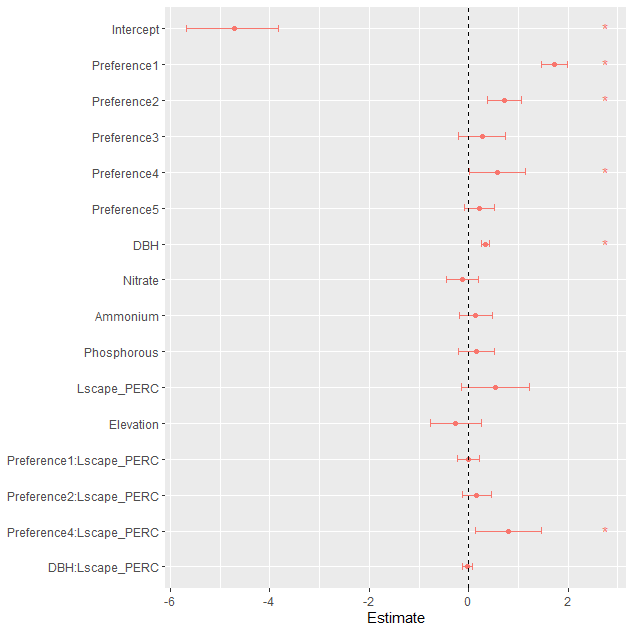 Intercept *
Preference1 *
Preference2 *
Preference3
Preference4 *
Preference5
DBH *
Nitrate
Ammonium
Phosphorous
Lscape_PERC
Elevation
Preference1:Lscape_PERC
Preference2:Lscape_PERC
Preference4:Lscape_PERC *
DBH:Lscape_PERC
-6 -4 -2 0 2
Estimate